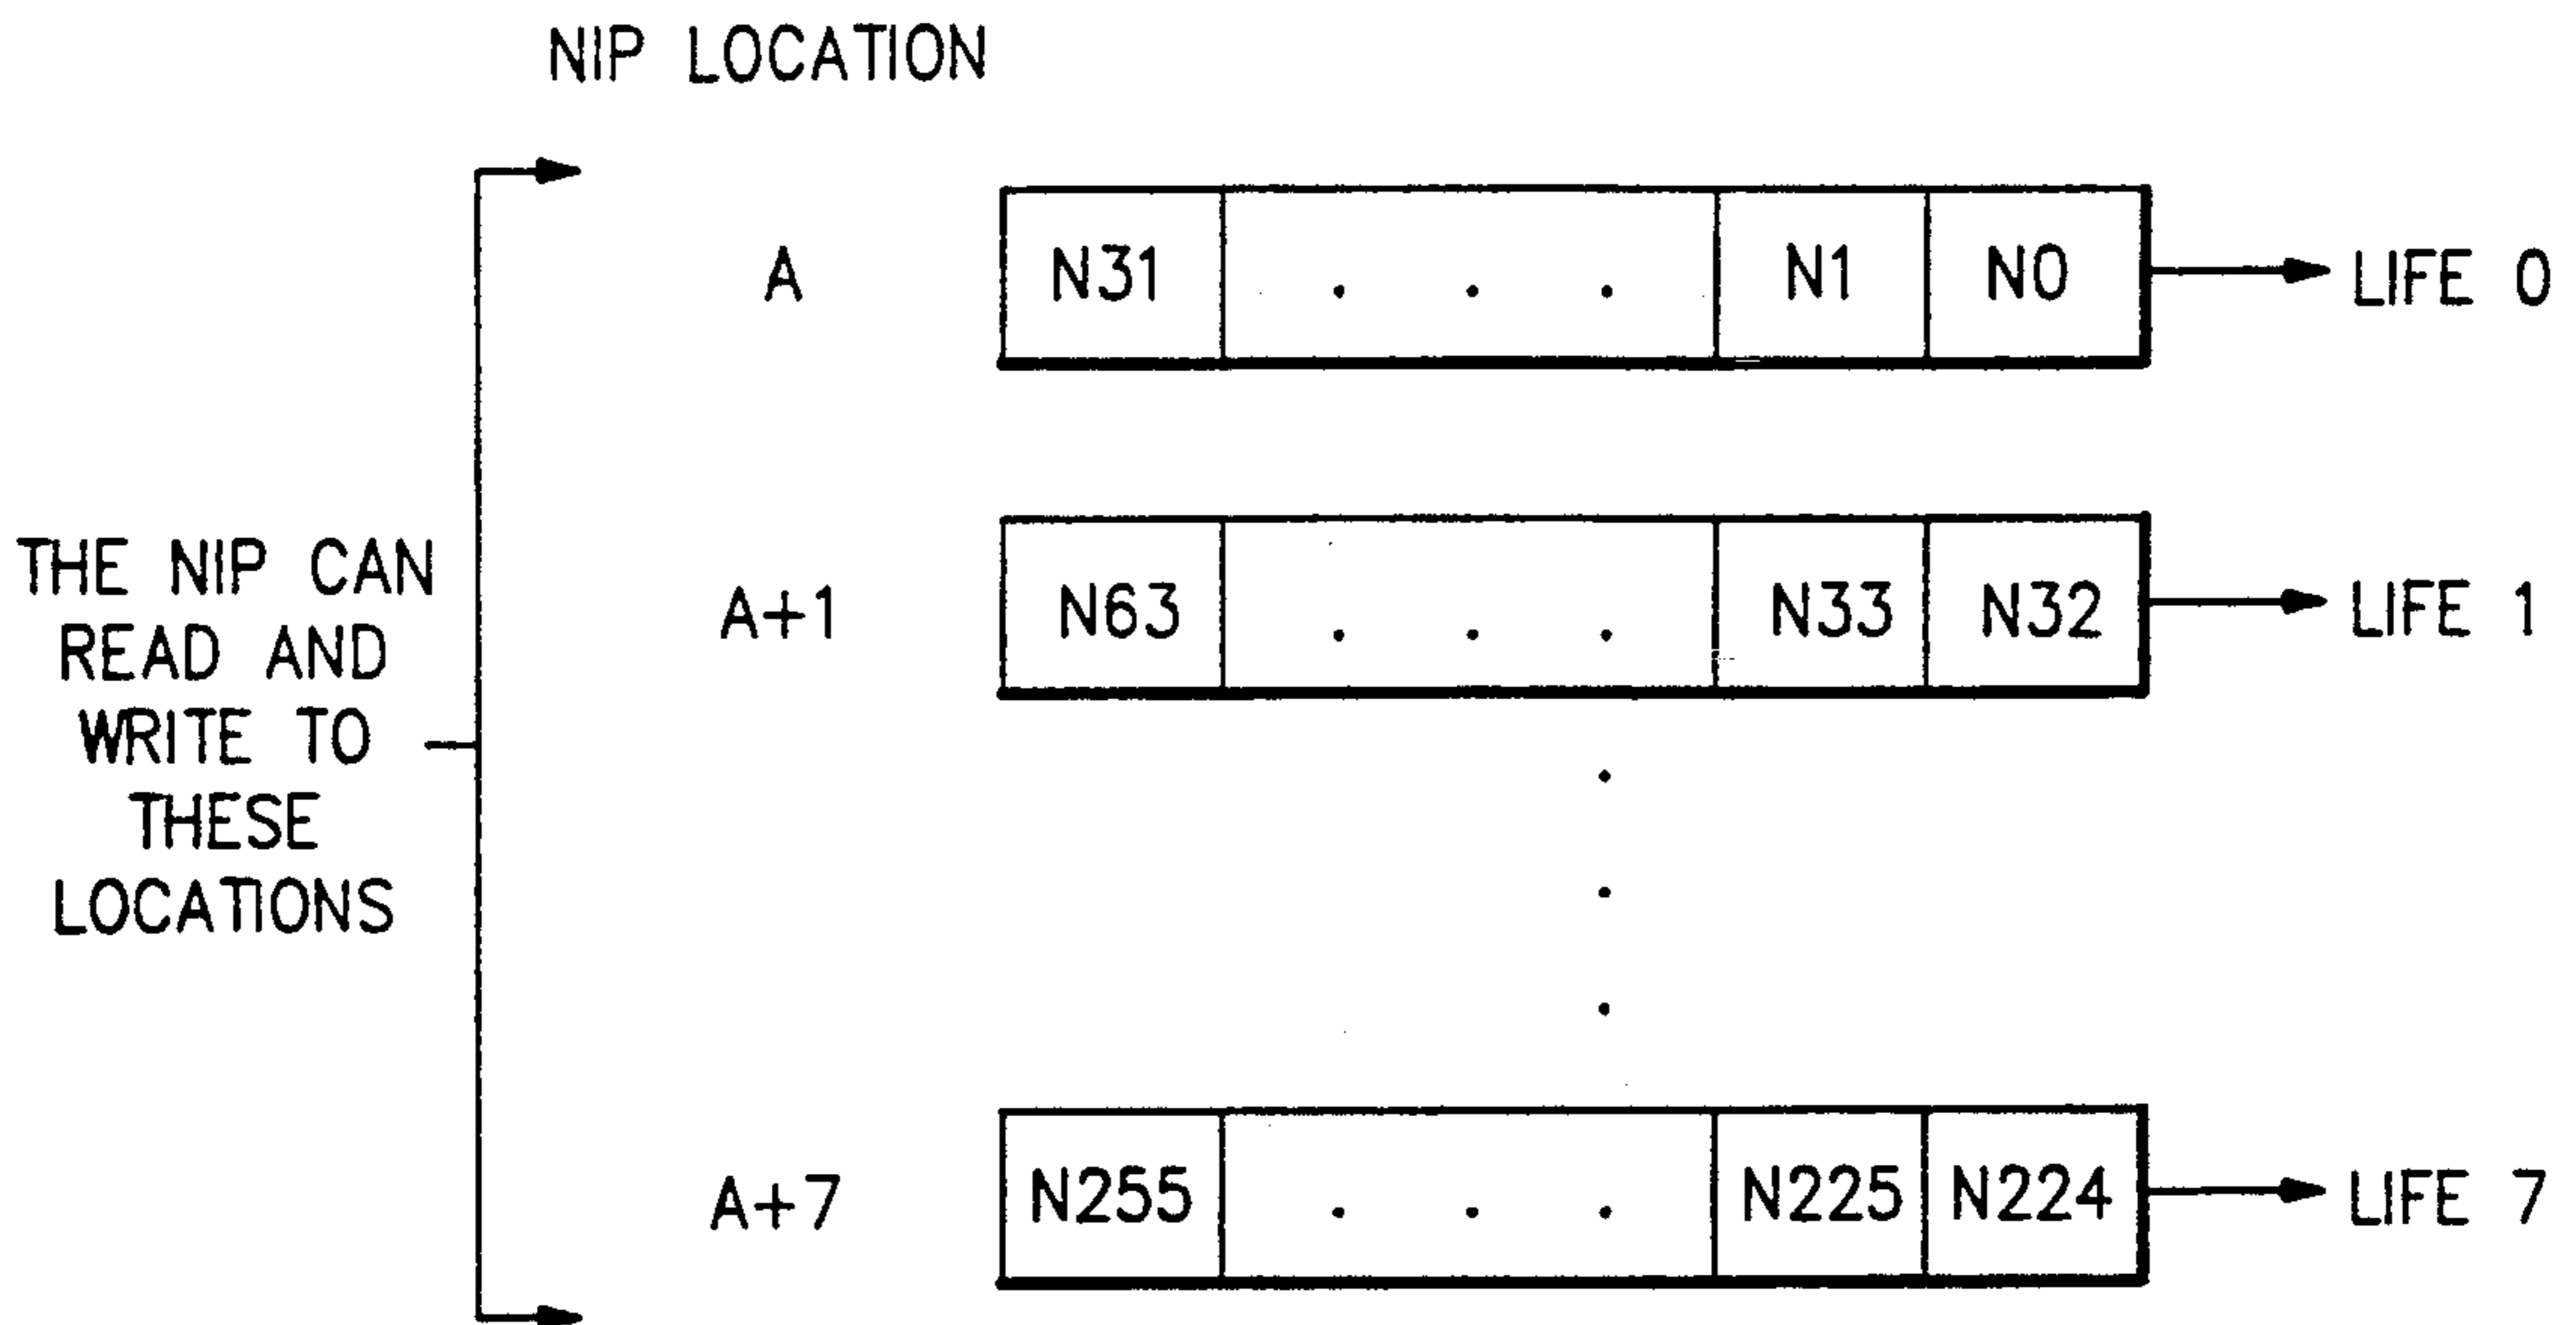 NIP LOCATION
A N31 . . . N1 N0 LIFE 0
A+1 N63 . . . N33 N32 LIFE 1
THE NIP CAN
READ AND
WRITE TO
THESE
LOCATIONS
A+7 N255 . . . N225 N224 LIFE 7